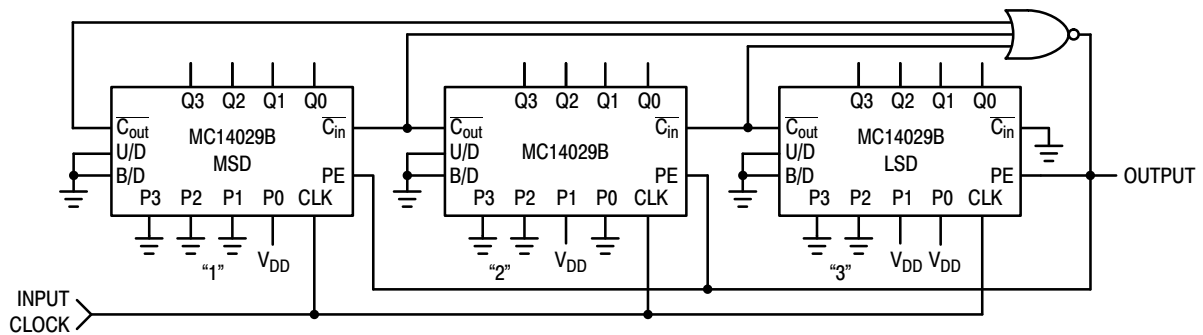 Q3 Q2 Q1 Q0
Cout
Cin
MC14029B
MSD
U/D
B/D
PE
P3 P2 P1 P0 CLK
"1"
VDD
Q3 Q2 Q1 Q0
Cout
Cin
MC14029B
U/D
B/D
PE
P3 P2 P1 P0 CLK
"2"
VDD
Q3 Q2 Q1 Q0
Cout
Cin
MC14029B
LSD
U/D
B/D
PE
P3 P2 P1 P0 CLK
"3"
VDD VDD
OUTPUT
INPUT
CLOCK